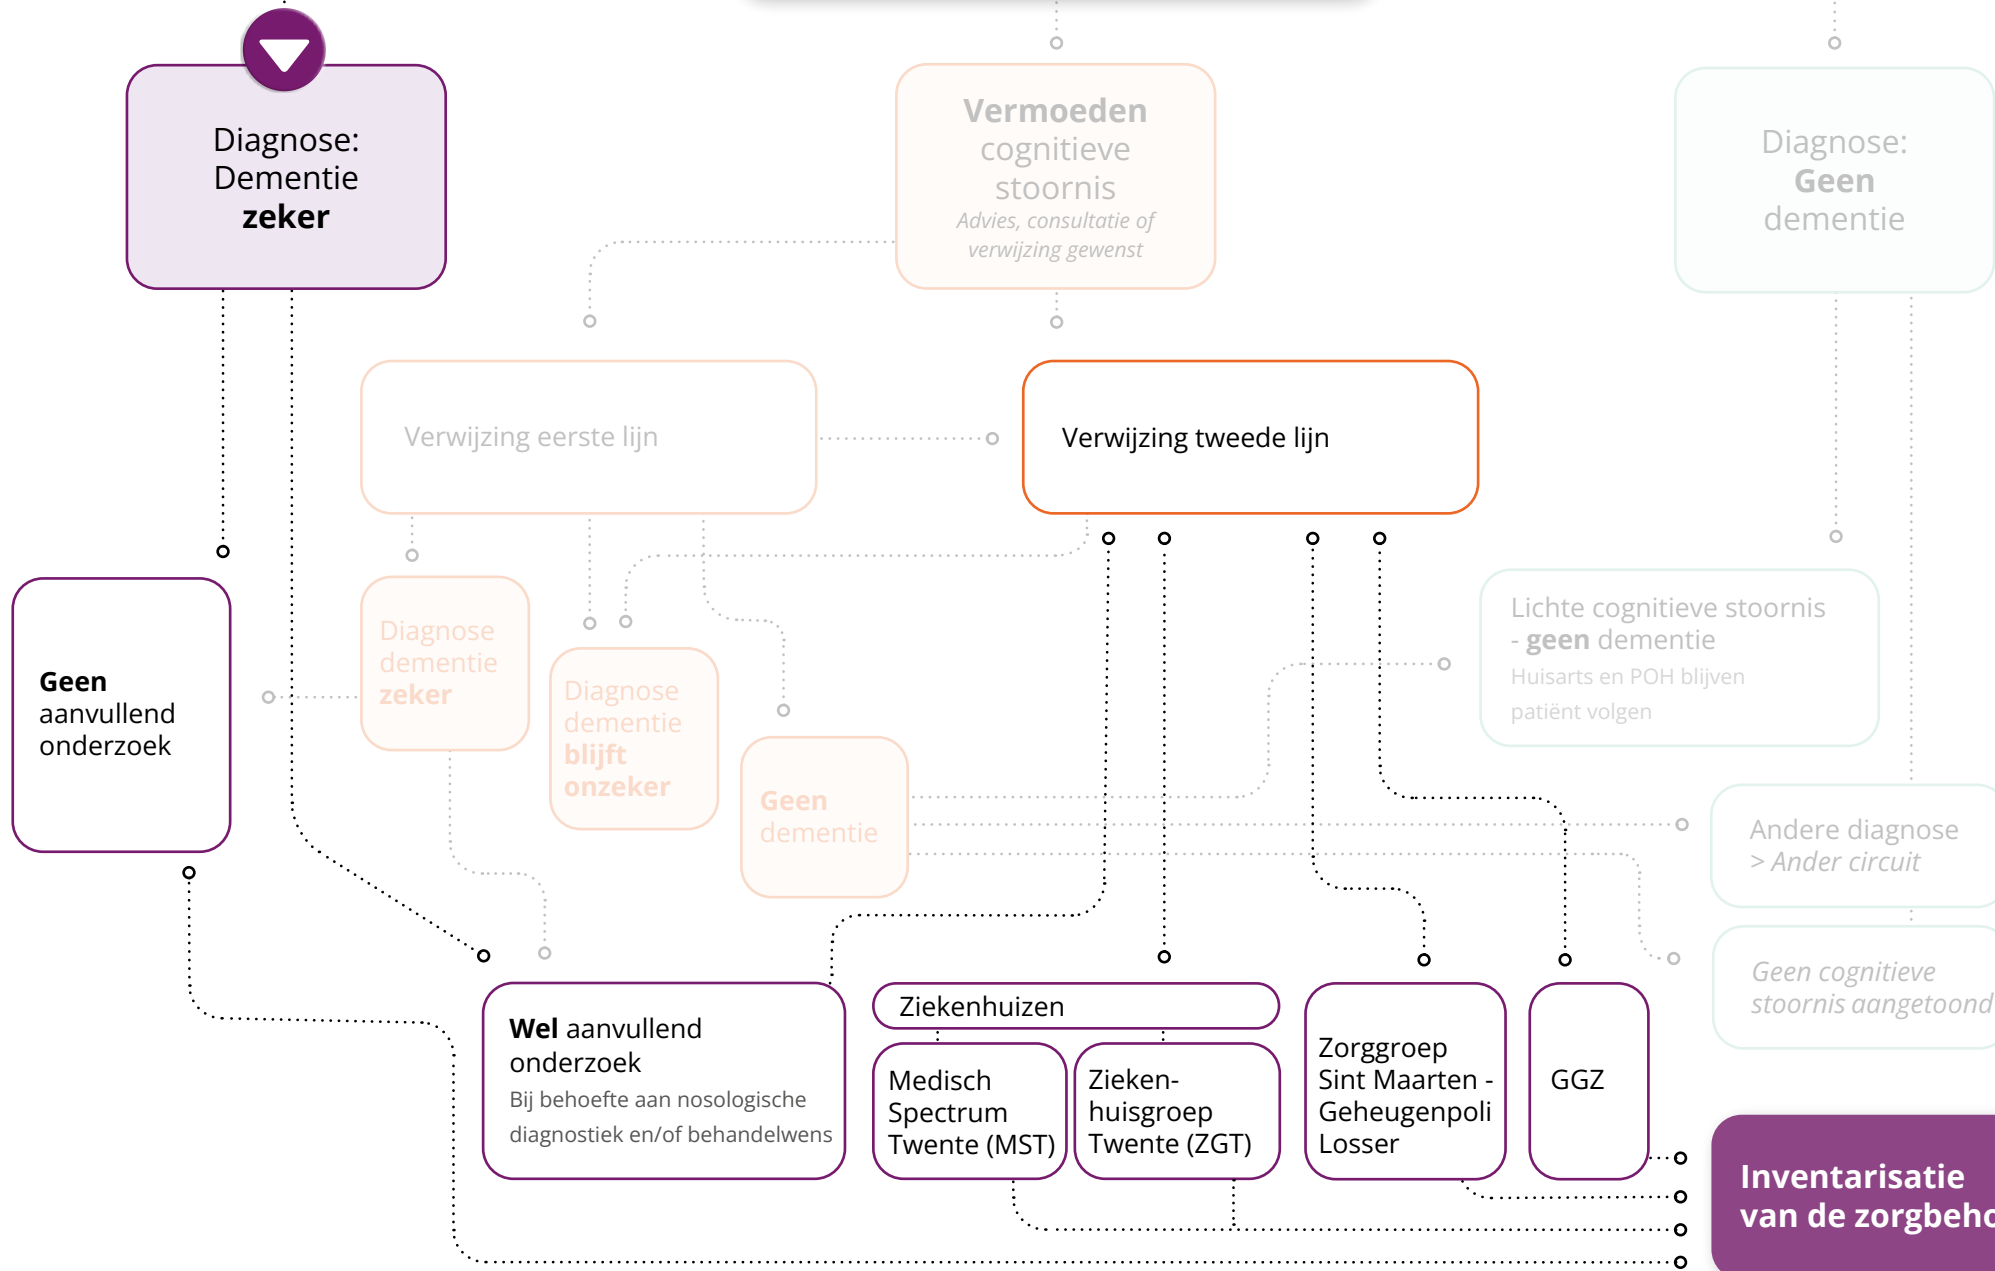 Diagnose:
Dementie
zeker
Vermoeden
cognitieve
stoornis
Advies, consultatie of
verwijzing gewenst
Diagnose:
Geen
dementie
Verwijzing eerste lijn
Verwijzing tweede lijn
Geen
aanvullend
onderzoek
Diagnose
dementie
zeker
Diagnose
dementie
blijft
onzeker
Geen
dementie
Lichte cognitieve stoornis
- geen dementie
Huisarts en POH blijven
patiënt volgen
Andere diagnose
> Ander circuit
Geen cognitieve
stoornis aangetoond
Wel aanvullend
onderzoek
Bij behoefte aan nosologische
diagnostiek en/of behandelwens
Ziekenhuizen
Medisch
Spectrum
Twente (MST)
Zieken-
huisgroep
Twente (ZGT)
Zorggroep
Sint Maarten -
Geheugenpoli
Losser
GGZ
Inventarisatie
van de zorgbeho